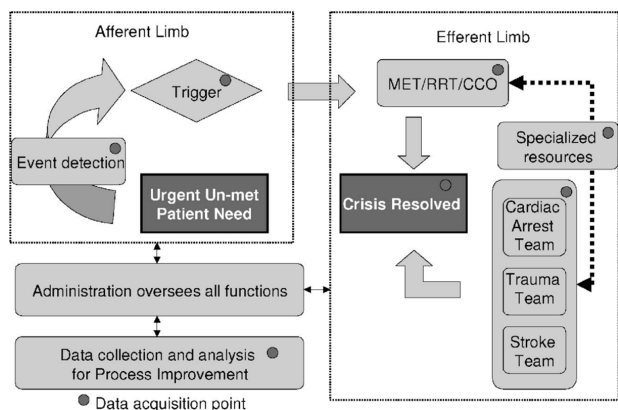 Afferent Limb
Trigger
Event detection
Urgent Un-met
Patient Need
Efferent Limb
MET/RRT/CCO
Specialized
resources
Crisis Resolved
Cardiac
Arrest
Team
Trauma
Team
Stroke
Team
Administration oversees all functions
Data collection and analysis
for Process Improvement
Data acquisition point